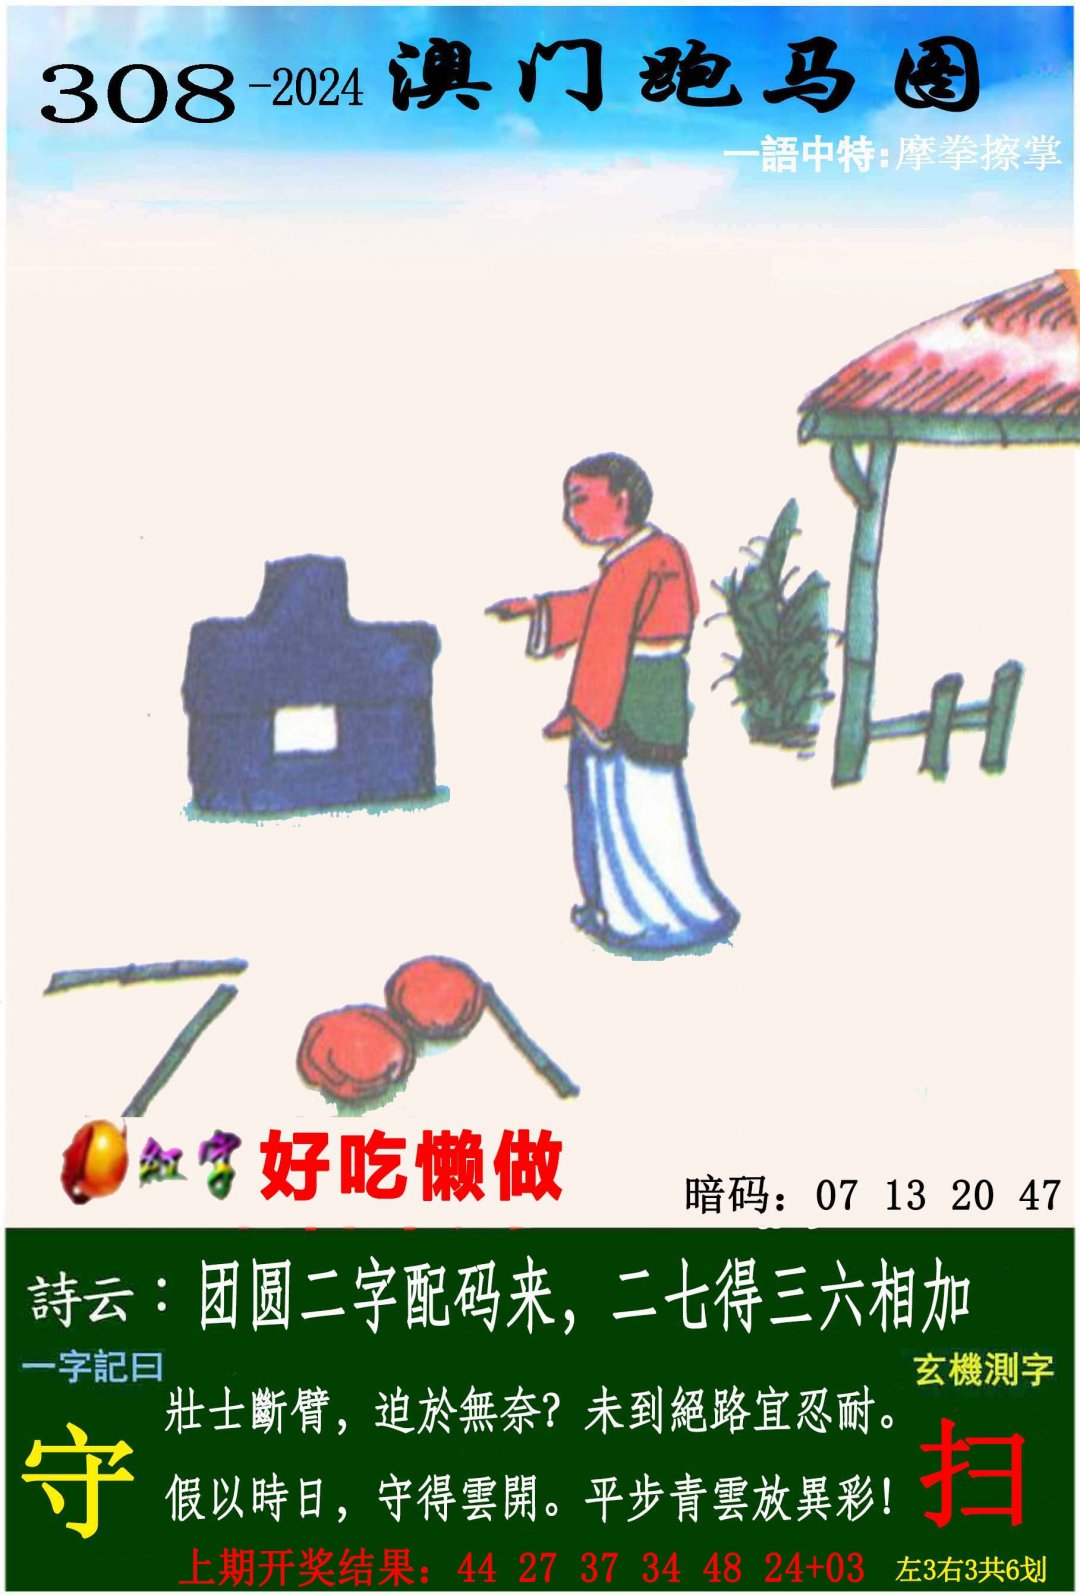 308-2024 澳门跑马图
一語中特:摩拳擦掌
红字 好吃懒做
暗码：07 13 20 47
詩云：团圆二字配码来，二七得三六相加
一字記曰
玄機測字
守
扫
壯士斷臂，迫於無奈？未到絕路宜忍耐。
假以時日，守得雲開。平步青雲放異彩！
上期开奖结果：44 27 37 34 48 24+03
左3右3共6划